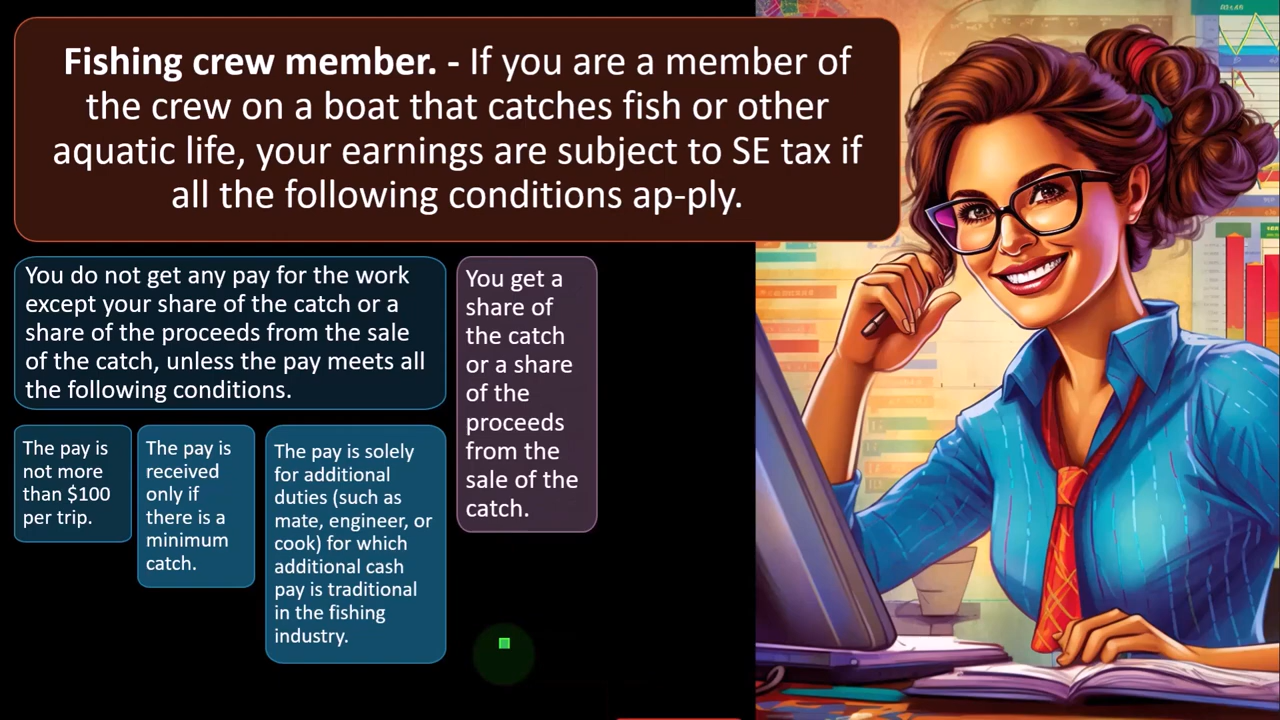 Fishing crew member. - If you are a member of
the crew on a boat that catches fish or other
aquatic life, your earnings are subject to SE tax if
all the following conditions ap-ply.
You do not get any pay for the work
except your share of the catch or a
share of the proceeds from the sale
of the catch, unless the pay meets all
the following conditions.
The pay is
not more
than $100
per trip.
The pay is
received
only if
there is a
minimum
catch.
The pay is solely
for additional
duties (such as
mate, engineer, or
cook) for which
additional cash
pay is traditional
in the fishing
industry.
You get a
share of
the catch
or a share
of the
proceeds
from the
sale of the
catch.